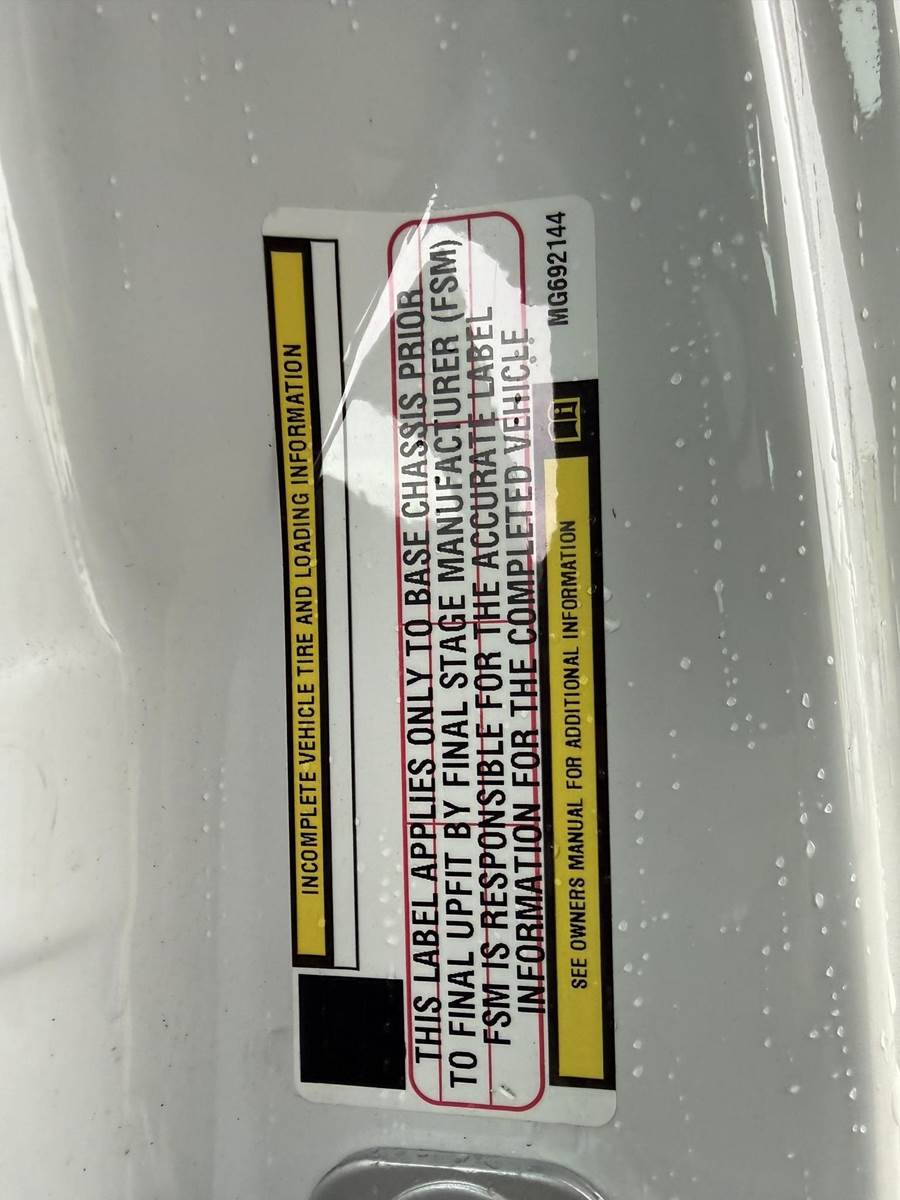 INCOMPLETE VEHICLE TIRE AND LOADING INFORMATION
THIS LABEL APPLIES ONLY TO BASE CHASSIS PRIOR
TO FINAL UPFIT BY FINAL STAGE MANUFACTURER (FSM)
FSM IS RESPONSIBLE FOR THE ACCURATE LABEL
INFORMATION FOR THE COMPLETED VEHICLE
SEE OWNERS MANUAL FOR ADDITIONAL INFORMATION
MG692144